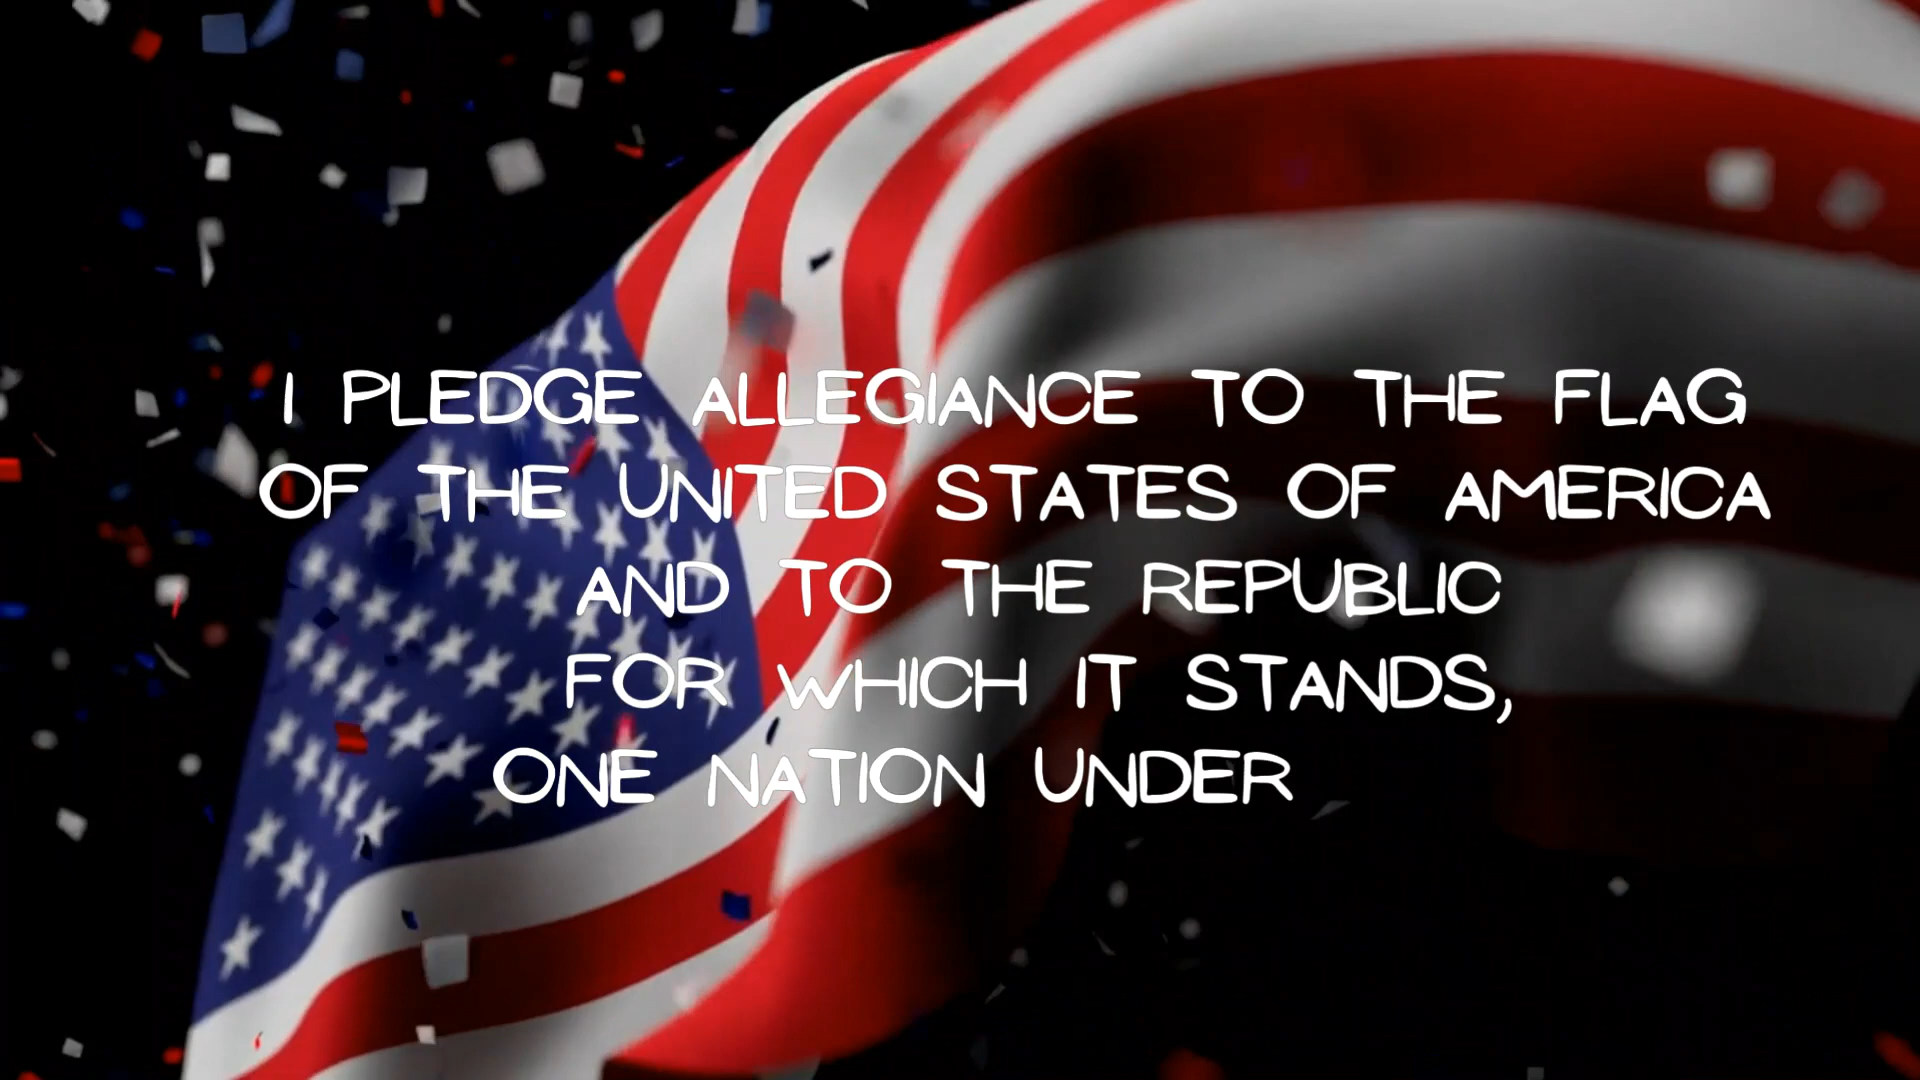 I PLEDGE ALLEGIANCE TO THE FLAG
OF THE UNITED STATES OF AMERICA
AND TO THE REPUBLIC
FOR WHICH IT STANDS,
ONE NATION UNDER